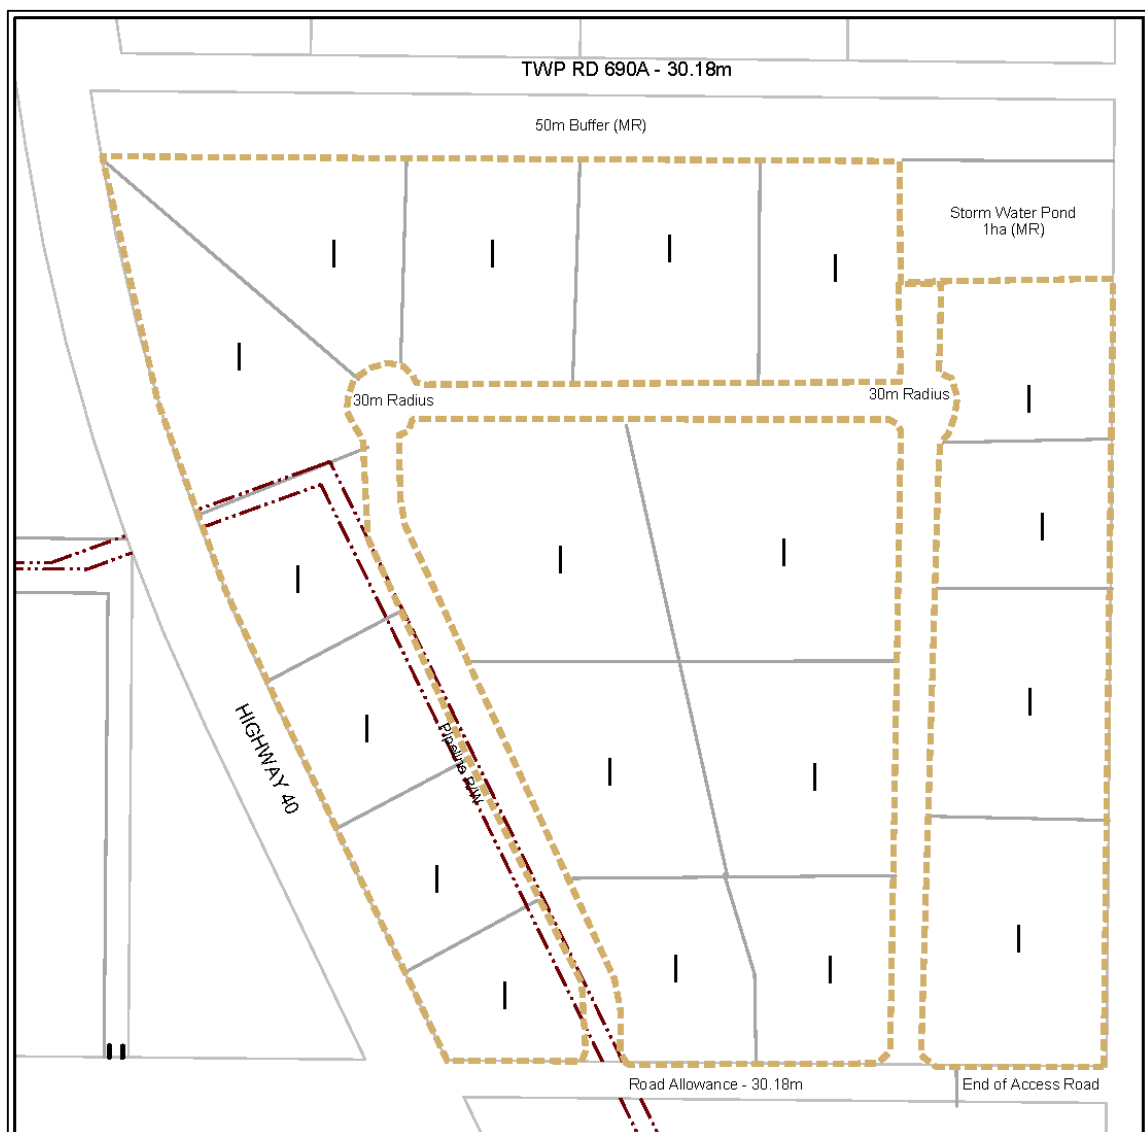 TWP RD 690A - 30.18m
50m Buffer (MR)
Storm Water Pond
1ha (MR)
I
I
I
I
I
I
30m Radius
30m Radius
I
I
I
I
I
I
HIGHWAY 40
Pipeline R/W
I
I
I
I
I
I
I
Road Allowance - 30.18m
End of Access Road